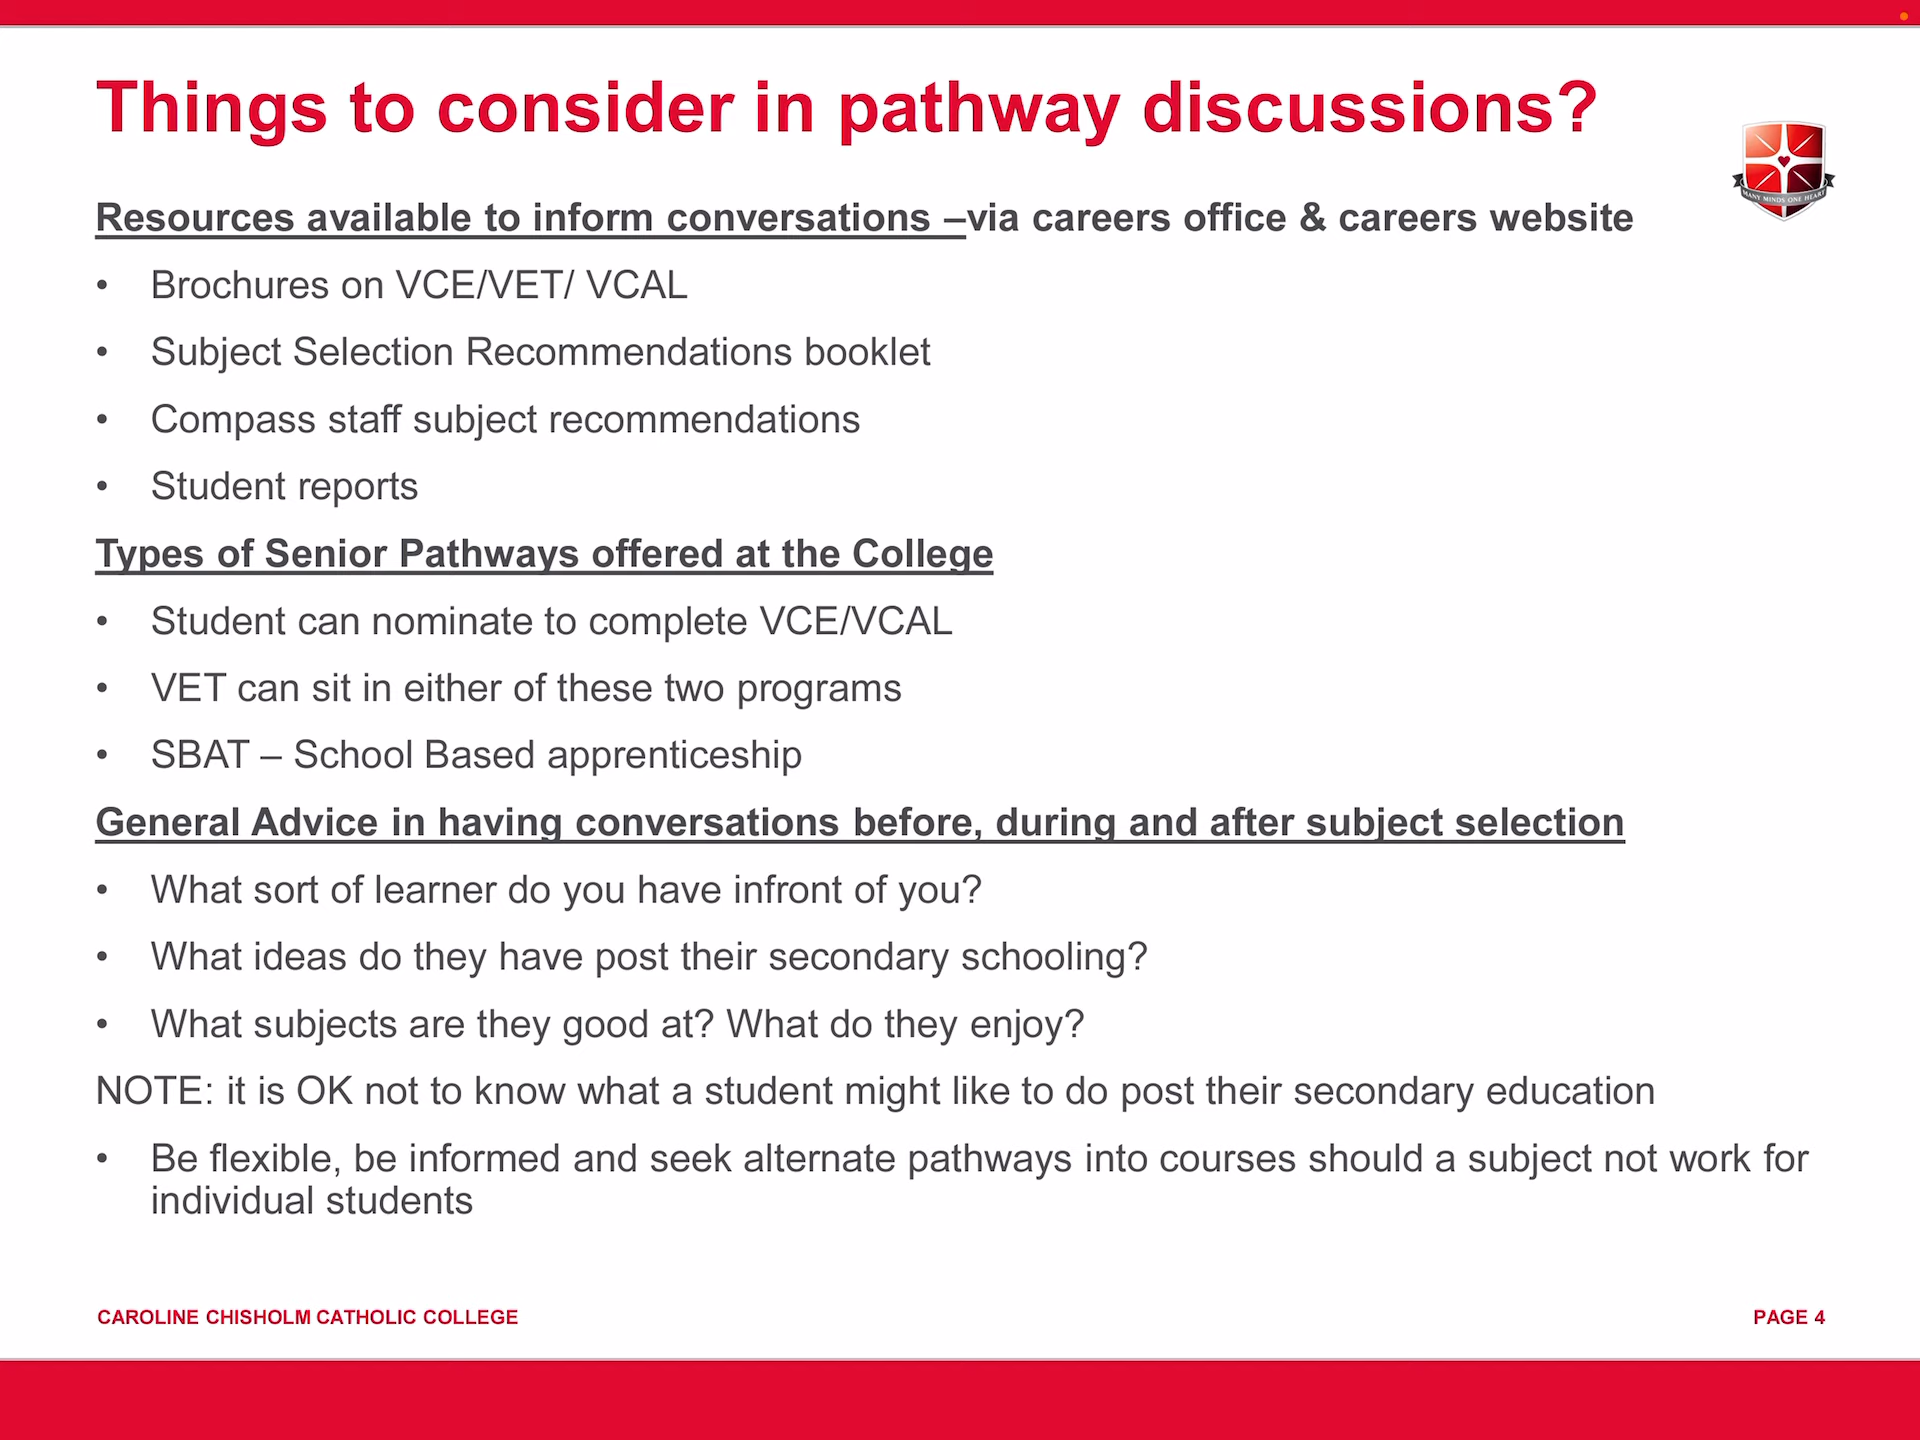 Things to consider in pathway discussions?
MANY MINDS ONE HEART
Resources available to inform conversations –via careers office & careers website
• Brochures on VCE/VET/ VCAL
• Subject Selection Recommendations booklet
• Compass staff subject recommendations
• Student reports
Types of Senior Pathways offered at the College
• Student can nominate to complete VCE/VCAL
• VET can sit in either of these two programs
• SBAT – School Based apprenticeship
General Advice in having conversations before, during and after subject selection
• What sort of learner do you have infront of you?
• What ideas do they have post their secondary schooling?
• What subjects are they good at? What do they enjoy?
NOTE: it is OK not to know what a student might like to do post their secondary education
• Be flexible, be informed and seek alternate pathways into courses should a subject not work for
individual students
CAROLINE CHISHOLM CATHOLIC COLLEGE
PAGE 4